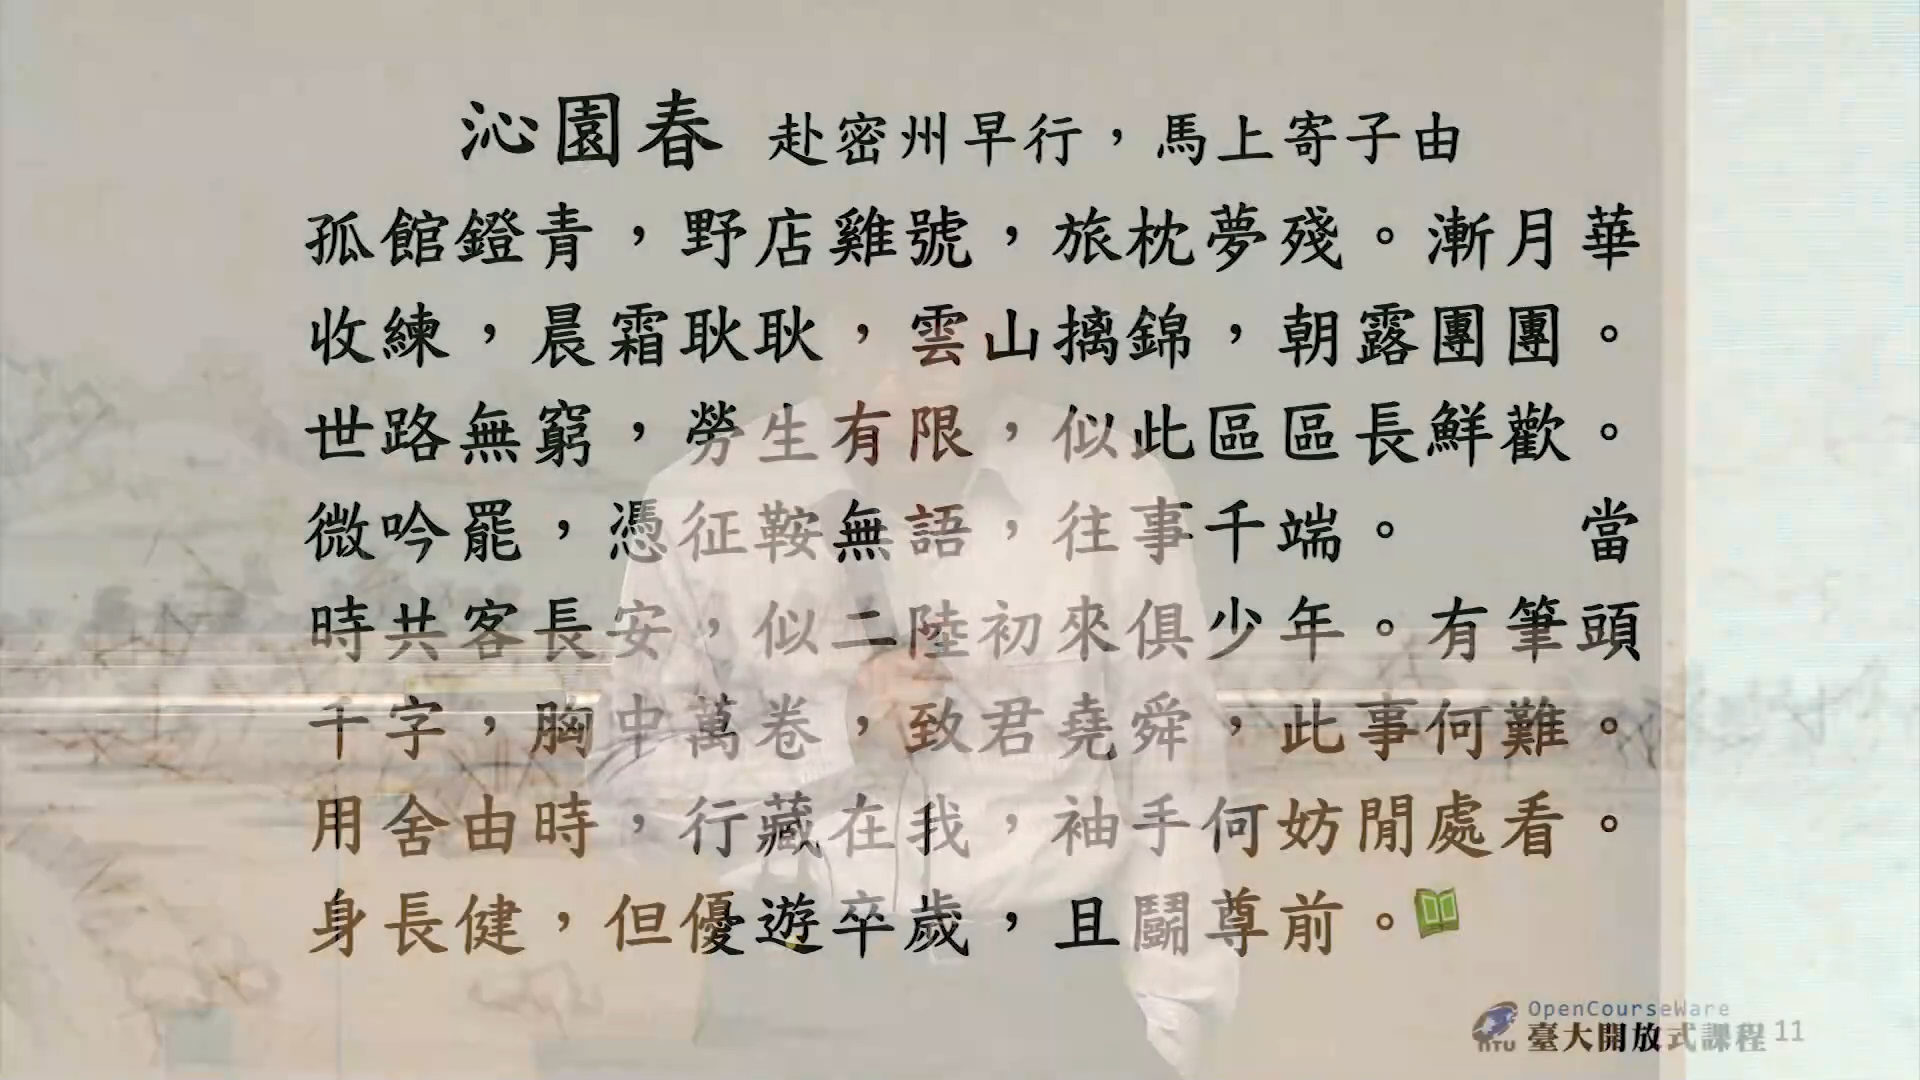 沁園春 赴密州早行，馬上寄子由
孤館鐙青，野店雞號，旅枕夢殘。漸月華
收練，晨霜耿耿，雲山摛錦，朝露團團。
世路無窮，勞生有限，似此區區長鮮歡。
微吟罷，憑征鞍無語，往事千端。　　當
時共客長安，似二陸初來俱少年。有筆頭
千字，胸中萬卷，致君堯舜，此事何難。
用舍由時，行藏在我，袖手何妨閒處看。
身長健，但優遊卒歲，且鬭尊前。
OpenCourseWare
NTU 臺大開放式課程 11